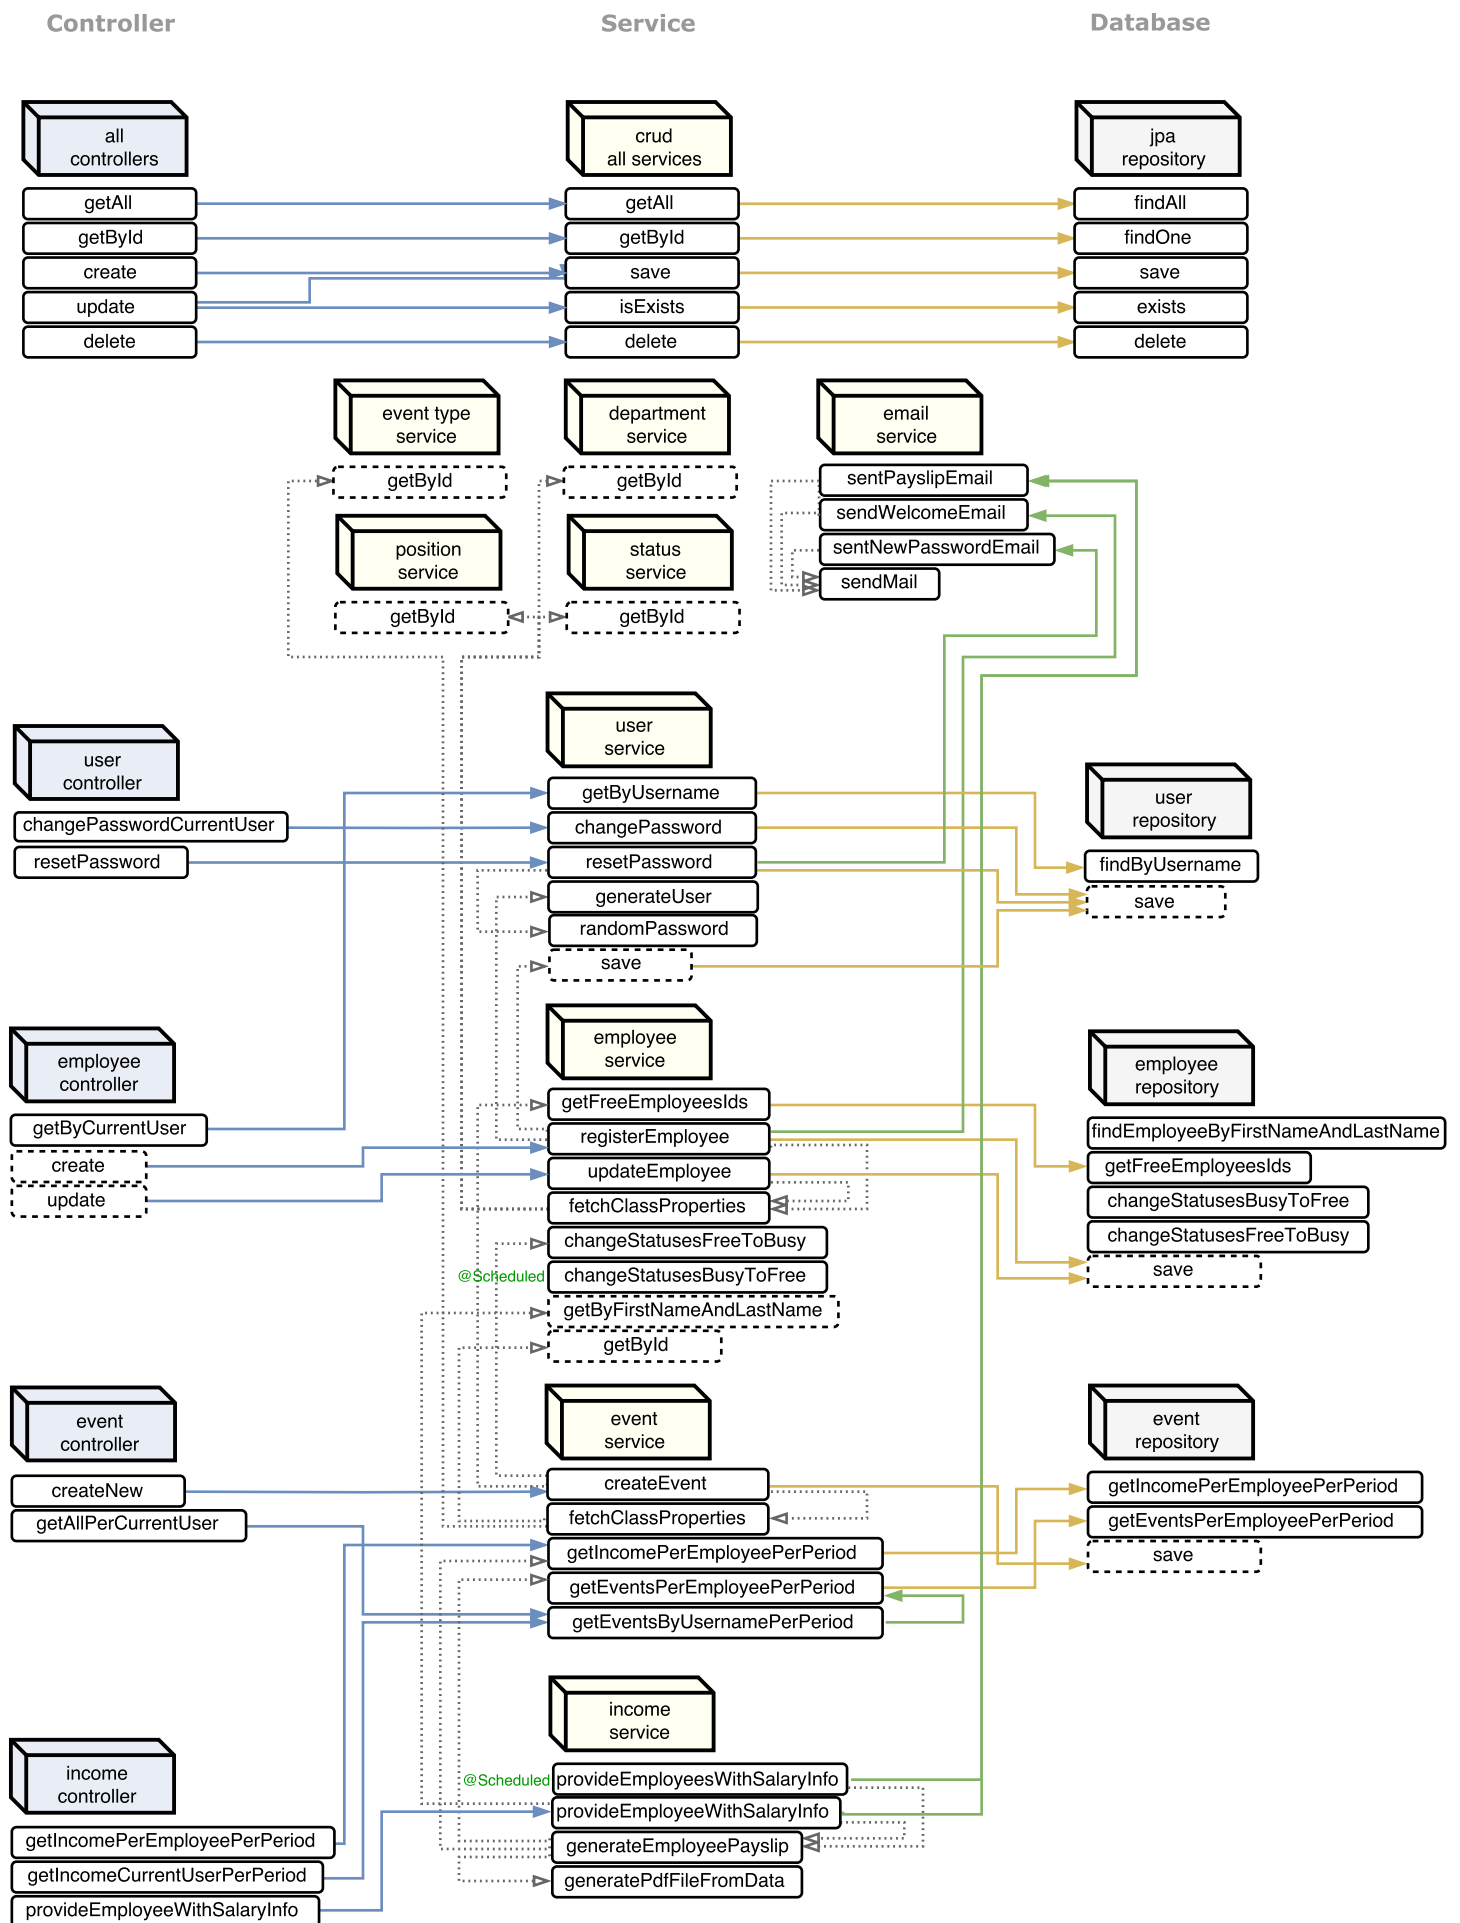 Controller
Service
Database
all
controllers
crud
all services
jpa
repository
getAll
getAll
findAll
getById
getById
findOne
create
save
save
update
isExists
exists
delete
delete
delete
event type
service
department
service
email
service
getById
getById
sentPayslipEmail
sendWelcomeEmail
sentNewPasswordEmail
sendMail
position
service
status
service
getById
getById
user
service
user
controller
user
repository
getByUsername
changePasswordCurrentUser
changePassword
resetPassword
resetPassword
findByUsername
generateUser
save
randomPassword
save
employee
service
employee
controller
employee
repository
getFreeEmployeesIds
getByCurrentUser
registerEmployee
findEmployeeByFirstNameAndLastName
create
updateEmployee
getFreeEmployeesIds
update
fetchClassProperties
changeStatusesBusyToFree
changeStatusesFreeToBusy
changeStatusesFreeToBusy
@Scheduled
changeStatusesBusyToFree
save
getByFirstNameAndLastName
getById
event
controller
event
service
event
repository
createNew
createEvent
getIncomePerEmployeePerPeriod
getAllPerCurrentUser
fetchClassProperties
getEventsPerEmployeePerPeriod
getIncomePerEmployeePerPeriod
save
getEventsPerEmployeePerPeriod
getEventsByUsernamePerPeriod
income
service
income
controller
@Scheduled
provideEmployeesWithSalaryInfo
provideEmployeeWithSalaryInfo
getIncomePerEmployeePerPeriod
generateEmployeePayslip
getIncomeCurrentUserPerPeriod
generatePdfFileFromData
provideEmployeeWithSalaryInfo